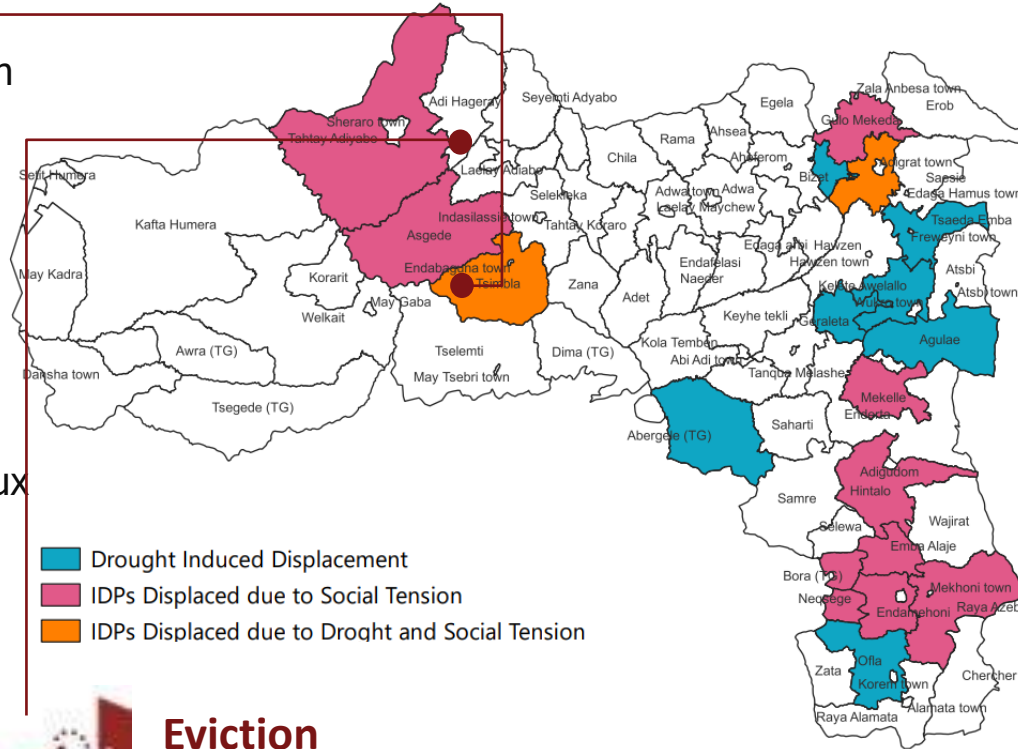 m
Zala Anbesa town
Erob
Adi Hageray
Seyemti Adyabo
Egela
Sheraro town
Tahtay Adiyabo
Gulo Mekeda
Rama
Ahsea
Chila
Aheferom
Adigrat town
Saesie
Bizet
Laelay Adiabo
Setit Humera
Edaga Hamus town
Selekleka
Adwa town
Adwa
Laelay Maychew
Tsaeda Emba
Freweyni town
Indasilassie town
Tahtay Koraro
Kafta Humera
Asgede
Edaga arbi
Hawzen
Hawzen town
Endafelasi
Naeder
Atsbi
Atsbi town
Endabaguna town
Tsimbla
May Kadra
Korarit
Zana
Adet
Kelete Awelallo
Wukro town
May Gaba
Welkait
Keyhe tekli
Geraleta
Agulae
Kola Temben
Abi Adi town
Awra (TG)
Tselemti
Dima (TG)
Dansha town
May Tsebri town
Tanqua Melashe
Mekelle
Enderta
Tsegede (TG)
Saharti
Abergele (TG)
Adigudom
Hintalo
ux
Samre
Selewa
Wajirat
Emba Alaje
Bora (TG)
Neqsege
Mekhoni town
Endamehoni
Raya Azeb
Drought Induced Displacement
IDPs Displaced due to Social Tension
IDPs Displaced due to Droght and Social Tension
Ofla
Zata
Korem town
Chercher
Alamata town
Raya Alamata
Eviction